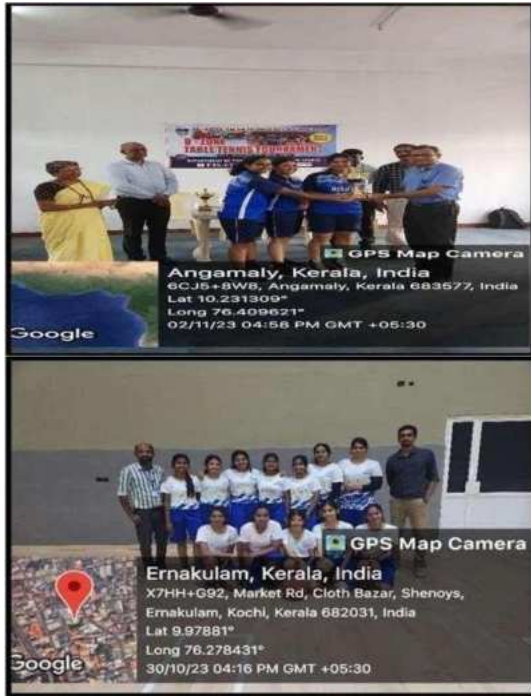 D ZONE
TABLE TENNIS TOURNAMENT
GPS Map Camera
Angamaly, Kerala, India
6CJ5+8W8, Angamaly, Kerala 683577, India
Lat 10.231309°
Long 76.409621°
02/11/23 04:58 PM GMT +05:30
Google
GPS Map Camera
Ernakulam, Kerala, India
X7HH+G92, Market Rd, Cloth Bazar, Shenoys,
Ernakulam, Kochi, Kerala 682031, India
Lat 9.97881°
Long 76.278431°
30/10/23 04:16 PM GMT +05:30
Google